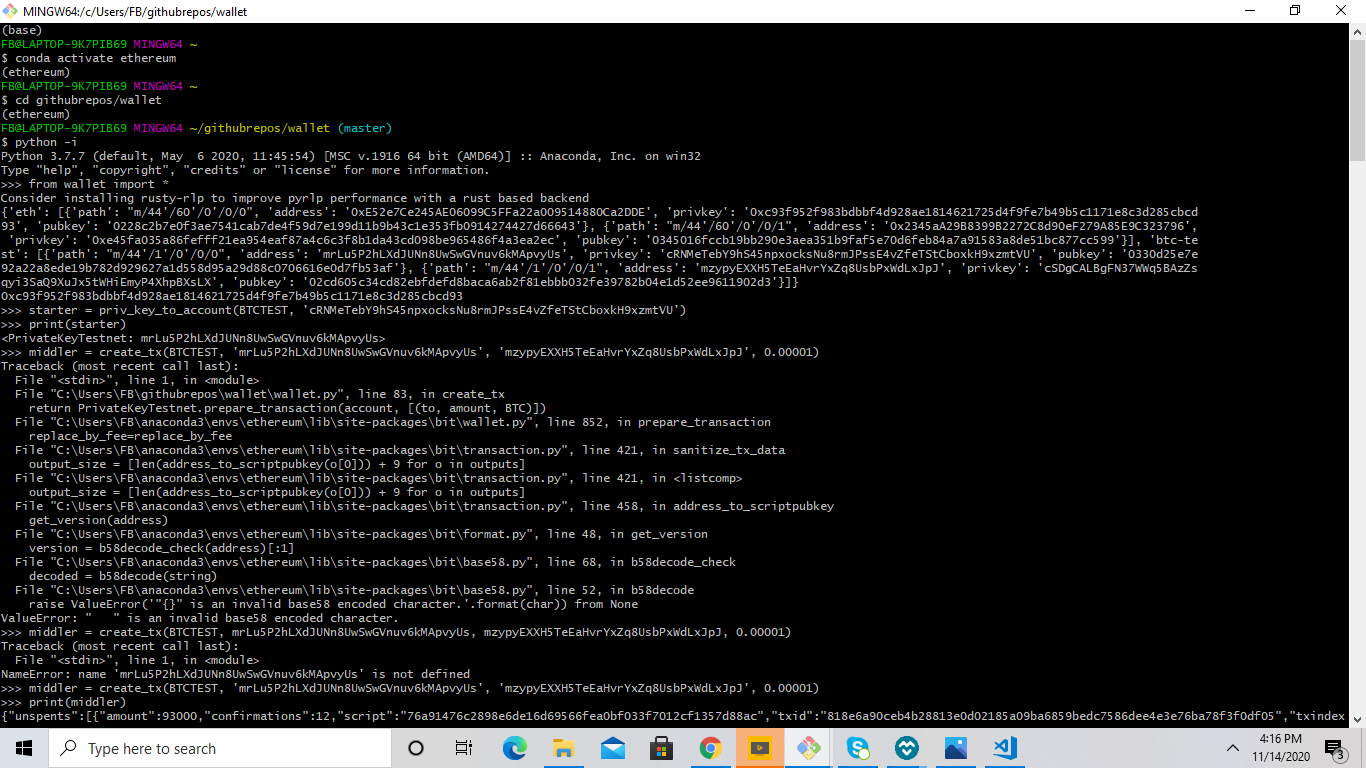 MINGW64:/c/Users/FB/githubrepos/wallet
(base)
FB@LAPTOP-9K7PIB69 MINGW64 ~
$ conda activate ethereum
(ethereum)
FB@LAPTOP-9K7PIB69 MINGW64 ~
$ cd githubrepos/wallet
(ethereum)
FB@LAPTOP-9K7PIB69 MINGW64 ~/githubrepos/wallet (master)
$ python -i
Python 3.7.7 (default, May  6 2020, 11:45:54) [MSC v.1916 64 bit (AMD64)] :: Anaconda, Inc. on win32
Type "help", "copyright", "credits" or "license" for more information.
>>> from wallet import *
Consider installing rusty-rlp to improve pyrlp performance with a rust based backend
{'eth': [{'path': "m/44'/60'/0'/0/0", 'address': '0xE52e7Ce245AE06099C5FFa22a009514880Ca2DDE', 'privkey': '0xc93f952f983bdbbf4d928ae1814621725d4f9fe7b49b5c1171e8c3d285cbcd
93', 'pubkey': '0228c2b7e0f3ae7541cab7de4f59d7e199d11b9b43c1e353fb0914274427d66643'}, {'path': "m/44'/60'/0'/0/1", 'address': '0x2345aA29B8399B2272C8d90eF279A85E9C323796',
 'privkey': '0xe45fa035a86fefff21ea954eaf87a4c6c3f8b1da43cd098be965486f4a3ea2ec', 'pubkey': '0345016fccb19bb290e3aea351b9faf5e70d6feb84a7a91583a8de51bc877cc599'}], 'btc-te
st': [{'path': "m/44'/1'/0'/0/0", 'address': 'mrLu5P2hLXdJUNn8UwSwGVnuv6kMApvyUs', 'privkey': 'cRNMeTebY9hS45npxocksNu8rmJPssE4vZfeTStCboxkH9xzmtVU', 'pubkey': '0330d25e7e
92a22a8ede19b782d929627a1d558d95a29d88c0706616e0d7fb53af'}, {'path': "m/44'/1'/0'/0/1", 'address': 'mzypyEXXH5TeEaHvrYxZq8UsbPxWdLxJpJ', 'privkey': 'cSDgCALBgFN37WWq5BAzZs
qyi3SaQ9XuJx5tWHiEmyP4XhpBXsLX', 'pubkey': '02cd605c34cd82ebfdefd8baca6ab2f81ebbb032fe39782b04e1d52ee9611902d3'}]}
0xc93f952f983bdbbf4d928ae1814621725d4f9fe7b49b5c1171e8c3d285cbcd93
>>> starter = priv_key_to_account(BTCTEST, 'cRNMeTebY9hS45npxocksNu8rmJPssE4vZfeTStCboxkH9xzmtVU')
>>> print(starter)
<PrivateKeyTestnet: mrLu5P2hLXdJUNn8UwSwGVnuv6kMApvyUs>
>>> middler = create_tx(BTCTEST, 'mrLu5P2hLXdJUNn8UwSwGVnuv6kMApvyUs', 'mzypyEXXH5TeEaHvrYxZq8UsbPxWdLxJpJ', 0.00001)
Traceback (most recent call last):
  File "<stdin>", line 1, in <module>
  File "C:\Users\FB\githubrepos\wallet\wallet.py", line 83, in create_tx
    return PrivateKeyTestnet.prepare_transaction(account, [(to, amount, BTC)])
  File "C:\Users\FB\anaconda3\envs\ethereum\lib\site-packages\bit\wallet.py", line 852, in prepare_transaction
    replace_by_fee=replace_by_fee
  File "C:\Users\FB\anaconda3\envs\ethereum\lib\site-packages\bit\transaction.py", line 421, in sanitize_tx_data
    output_size = [len(address_to_scriptpubkey(o[0])) + 9 for o in outputs]
  File "C:\Users\FB\anaconda3\envs\ethereum\lib\site-packages\bit\transaction.py", line 421, in <listcomp>
    output_size = [len(address_to_scriptpubkey(o[0])) + 9 for o in outputs]
  File "C:\Users\FB\anaconda3\envs\ethereum\lib\site-packages\bit\transaction.py", line 458, in address_to_scriptpubkey
    get_version(address)
  File "C:\Users\FB\anaconda3\envs\ethereum\lib\site-packages\bit\format.py", line 48, in get_version
    version = b58decode_check(address)[:1]
  File "C:\Users\FB\anaconda3\envs\ethereum\lib\site-packages\bit\base58.py", line 68, in b58decode_check
    decoded = b58decode(string)
  File "C:\Users\FB\anaconda3\envs\ethereum\lib\site-packages\bit\base58.py", line 52, in b58decode
    raise ValueError('"{}" is an invalid base58 encoded character.'.format(char)) from None
ValueError: "   " is an invalid base58 encoded character.
>>> middler = create_tx(BTCTEST, mrLu5P2hLXdJUNn8UwSwGVnuv6kMApvyUs, mzypyEXXH5TeEaHvrYxZq8UsbPxWdLxJpJ, 0.00001)
Traceback (most recent call last):
  File "<stdin>", line 1, in <module>
NameError: name 'mrLu5P2hLXdJUNn8UwSwGVnuv6kMApvyUs' is not defined
>>> middler = create_tx(BTCTEST, 'mrLu5P2hLXdJUNn8UwSwGVnuv6kMApvyUs', 'mzypyEXXH5TeEaHvrYxZq8UsbPxWdLxJpJ', 0.00001)
>>> print(middler)
{"unspents":[{"amount":93000,"confirmations":12,"script":"76a91476c2898e6de16d69566fea0bf033f7012cf1357d88ac","txid":"818e6a90ceb4b28813e0d02185a09ba6859bedc7586dee4e3e76ba78f3f0df05","txindex
Type here to search
4:16 PM
11/14/2020
3